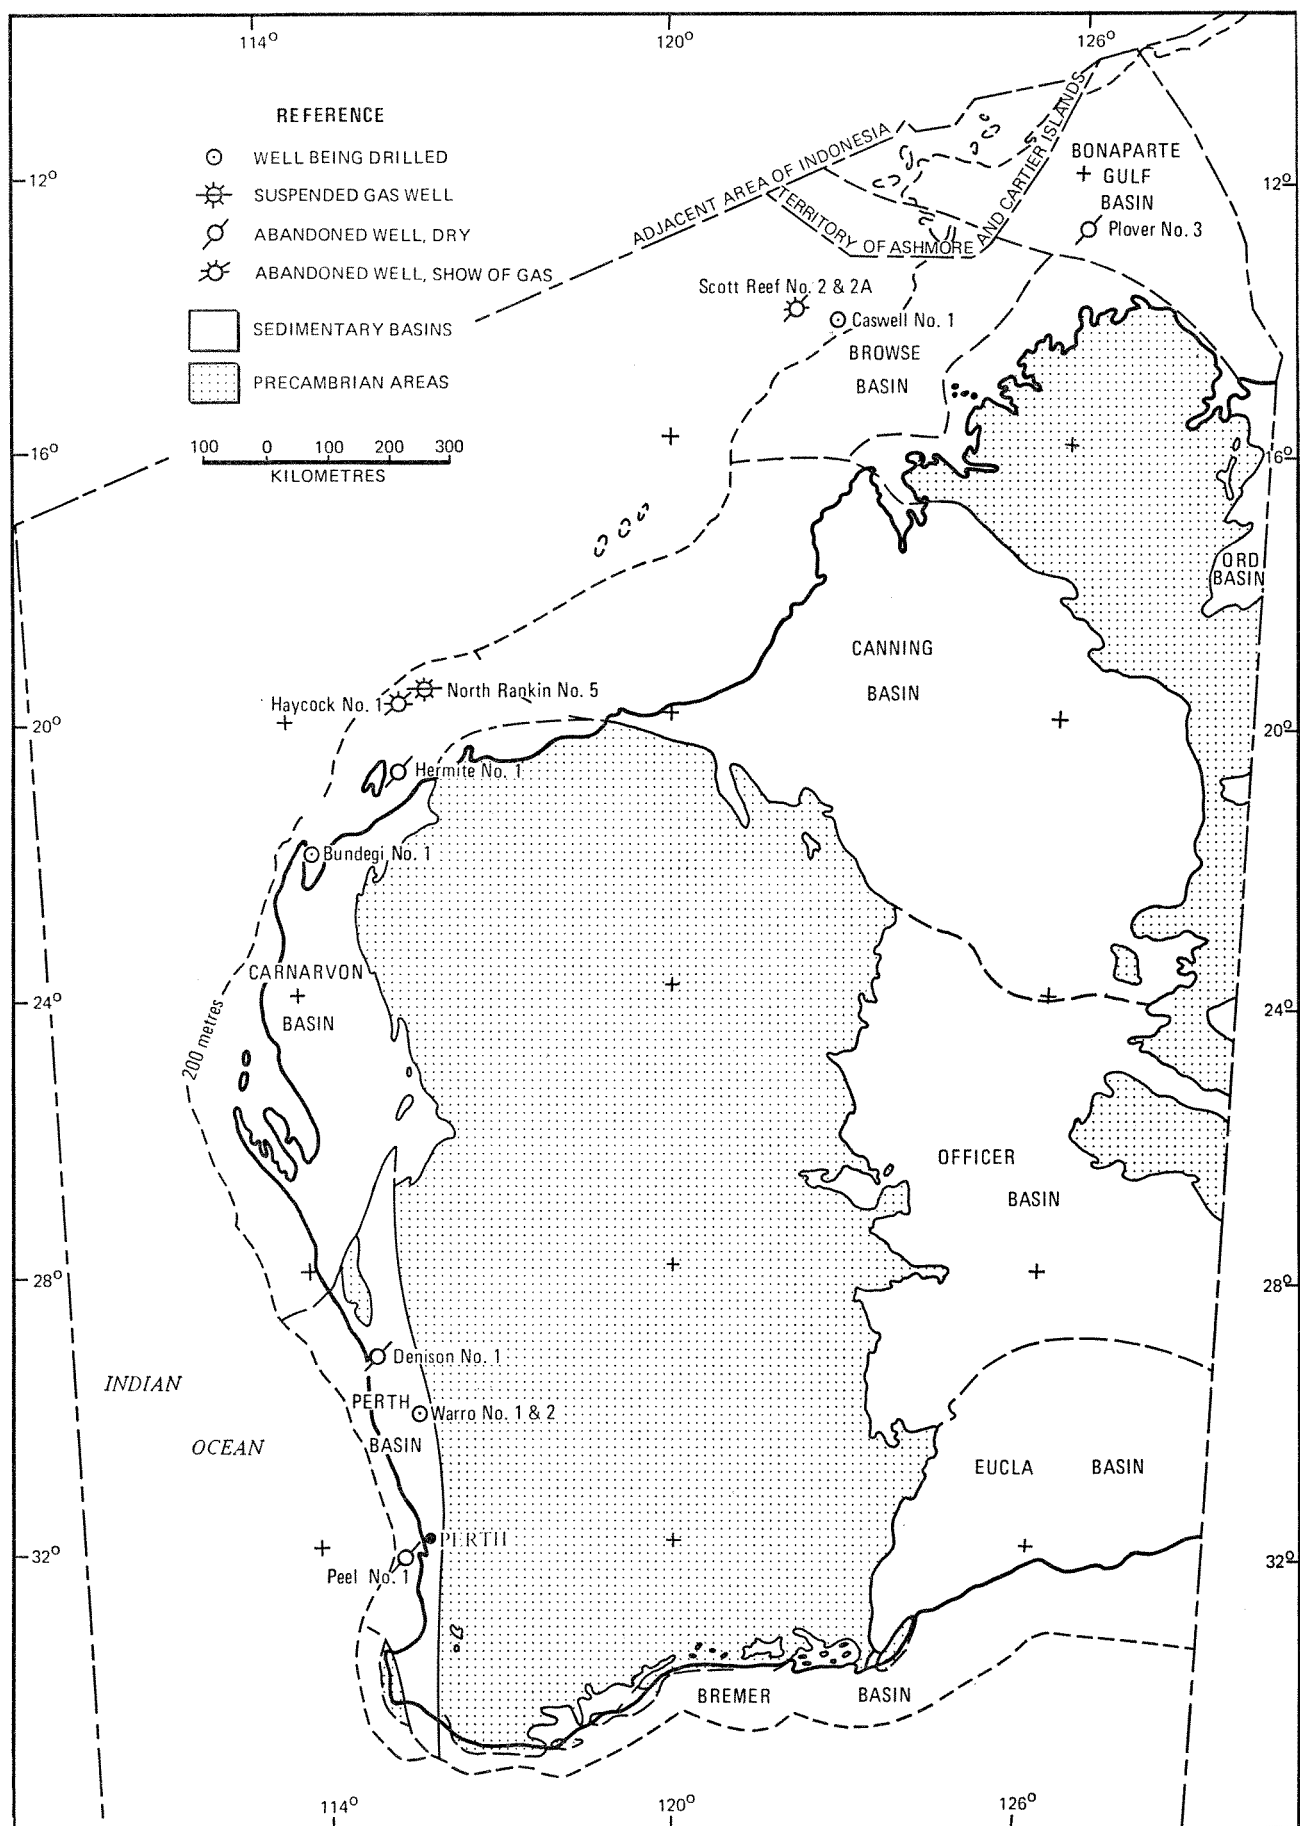 114° 120° 126°
REFERENCE
WELL BEING DRILLED
SUSPENDED GAS WELL
ABANDONED WELL, DRY
ABANDONED WELL, SHOW OF GAS
SEDIMENTARY BASINS
PRECAMBRIAN AREAS
100 0 100 200 300
KILOMETRES
ADJACENT AREA OF INDONESIA
TERRITORY OF ASHMORE AND CARTIER ISLANDS
BONAPARTE
GULF
BASIN
Plover No. 3
12° 12°
Scott Reef No. 2 & 2A
Caswell No. 1
BROWSE
BASIN
16° 16°
ORD
BASIN
CANNING
BASIN
North Rankin No. 5
Haycock No. 1
20° 20°
Hermite No. 1
Bundegi No. 1
CARNARVON
BASIN
24° 24°
200 metres
OFFICER
BASIN
28° 28°
Denison No. 1
INDIAN
OCEAN
PERTH
BASIN
Warro No. 1 & 2
EUCLA BASIN
PERTH
32° 32°
Peel No. 1
BREMER BASIN
114° 120° 126°